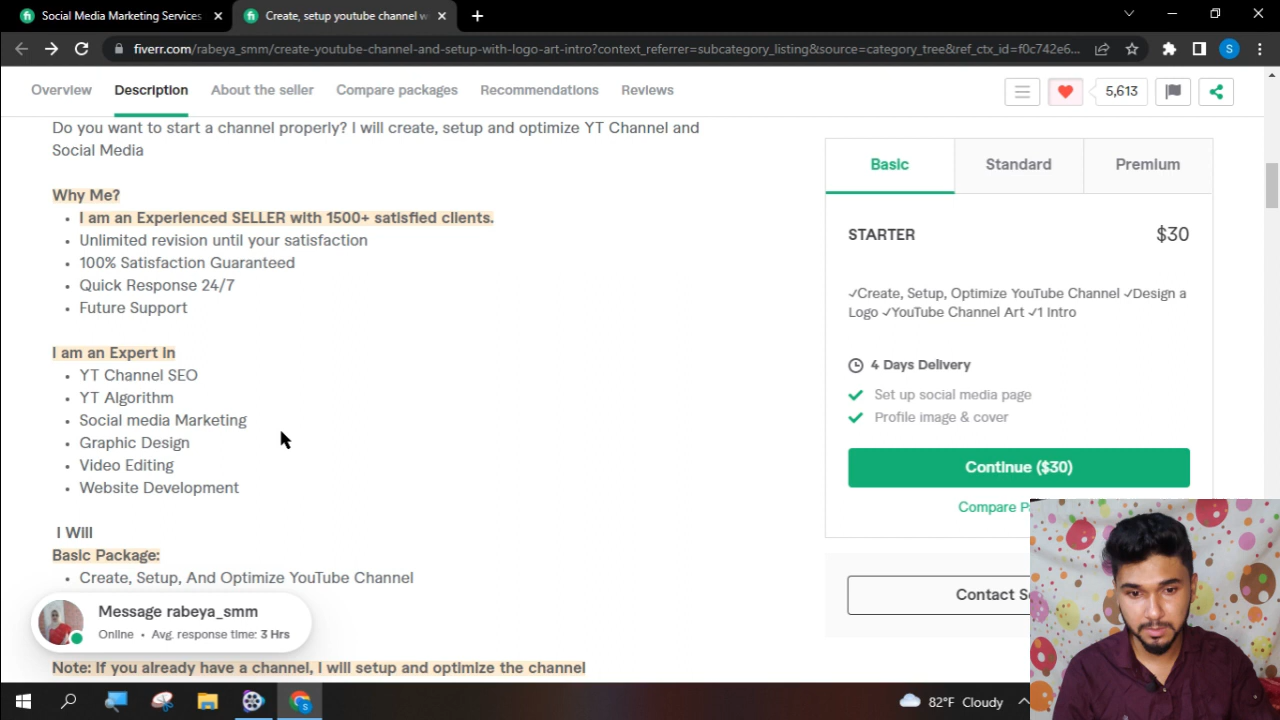 Social Media Marketing Services
Create, setup youtube channel w
fiverr.com/rabeya_smm/create-youtube-channel-and-setup-with-logo-art-intro?context_referrer=subcategory_listing&source=category_tree&ref_ctx_id=f0c742e6...
S
Overview
Description
About the seller
Compare packages
Recommendations
Reviews
5,613
Do you want to start a channel properly? I will create, setup and optimize YT Channel and
Social Media
Why Me?
• I am an Experienced SELLER with 1500+ satisfied clients.
• Unlimited revision until your satisfaction
• 100% Satisfaction Guaranteed
• Quick Response 24/7
• Future Support
I am an Expert in
• YT Channel SEO
• YT Algorithm
• Social media Marketing
• Graphic Design
• Video Editing
• Website Development
I Will
Basic Package:
• Create, Setup, And Optimize YouTube Channel
Message rabeya_smm
Online • Avg. response time: 3 Hrs
Note: If you already have a channel, I will setup and optimize the channel
Basic
Standard
Premium
STARTER
$30
✓Create, Setup, Optimize YouTube Channel ✓Design a
Logo ✓YouTube Channel Art ✓1 Intro
4 Days Delivery
Set up social media page
Profile image & cover
Continue ($30)
Compare P
Contact Se
82°F Cloudy